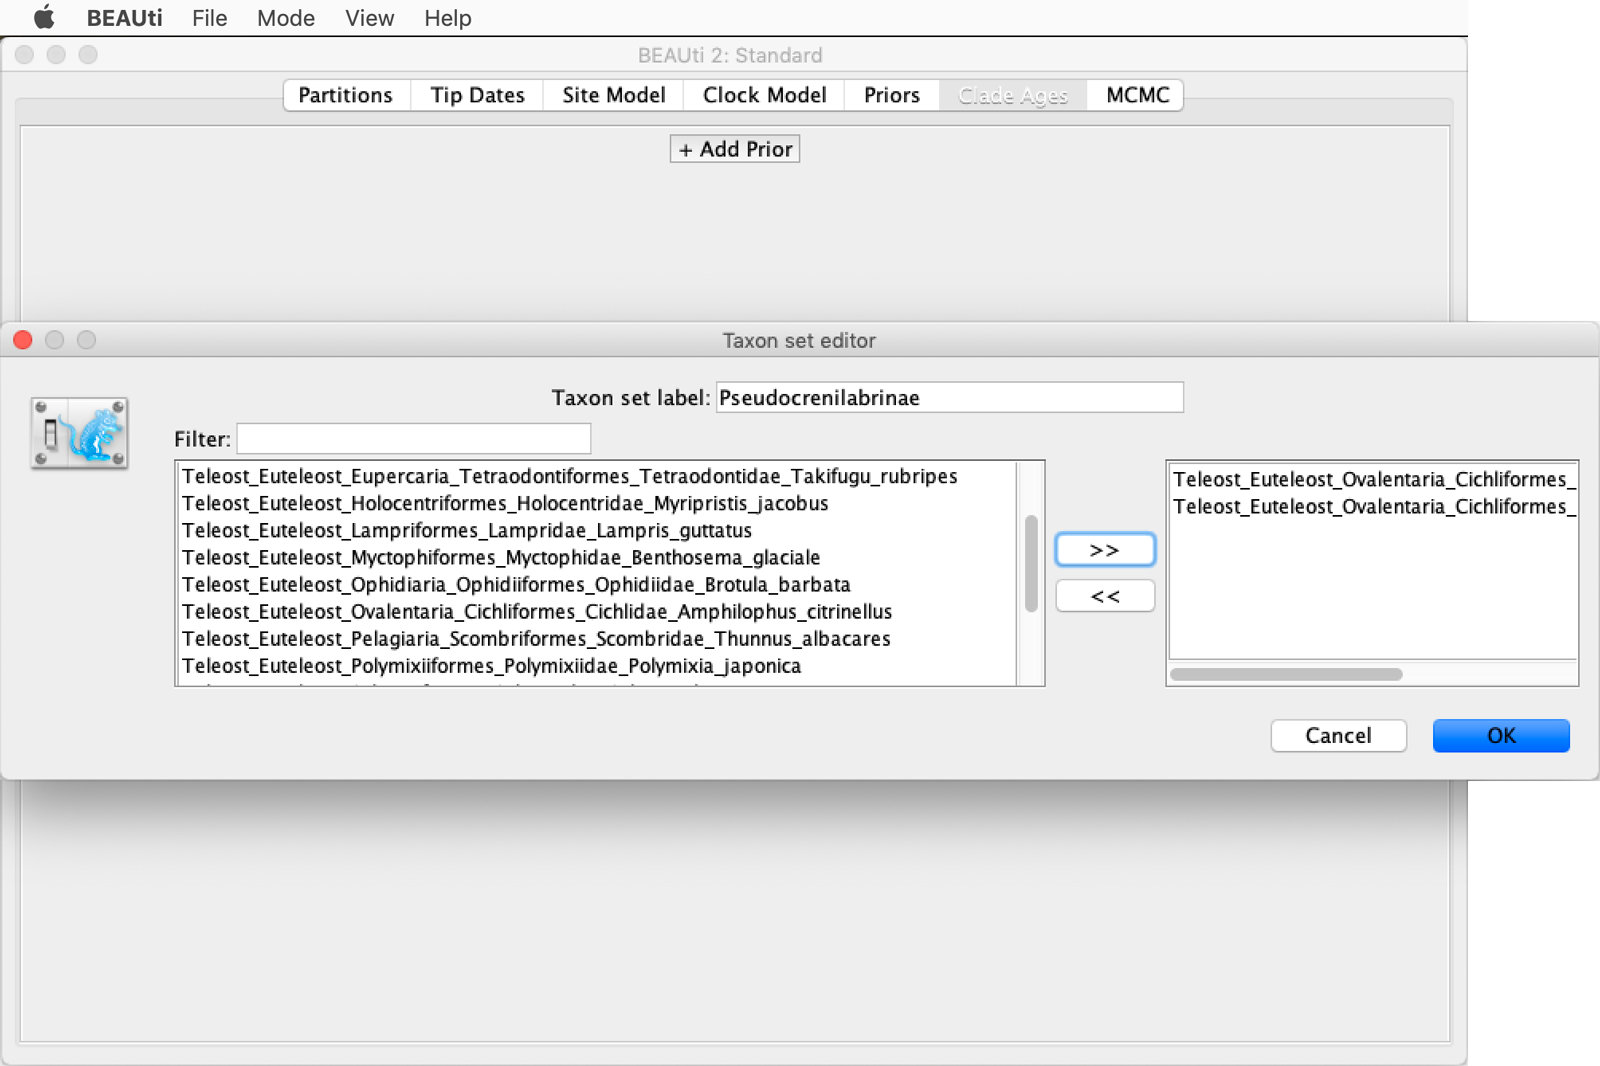 BEAUti File Mode View Help
BEAUti 2: Standard
Partitions Tip Dates Site Model Clock Model Priors Clade Ages MCMC
+ Add Prior
Taxon set editor
Taxon set label: Pseudocrenilabrinae
Filter:
Teleost_Euteleost_Eupercaria_Tetraodontiformes_Tetraodontidae_Takifugu_rubripes
Teleost_Euteleost_Holocentriformes_Holocentridae_Myripristis_jacobus
Teleost_Euteleost_Lampriformes_Lampridae_Lampris_guttatus
Teleost_Euteleost_Myctophiformes_Myctophidae_Benthosema_glaciale
Teleost_Euteleost_Ophidiaria_Ophidiiformes_Ophidiidae_Brotula_barbata
Teleost_Euteleost_Ovalentaria_Cichliformes_Cichlidae_Amphilophus_citrinellus
Teleost_Euteleost_Pelagiaria_Scombriformes_Scombridae_Thunnus_albacares
Teleost_Euteleost_Polymixiiformes_Polymixiidae_Polymixia_japonica
>>
<<
Teleost_Euteleost_Ovalentaria_Cichliformes_
Teleost_Euteleost_Ovalentaria_Cichliformes_
Cancel OK